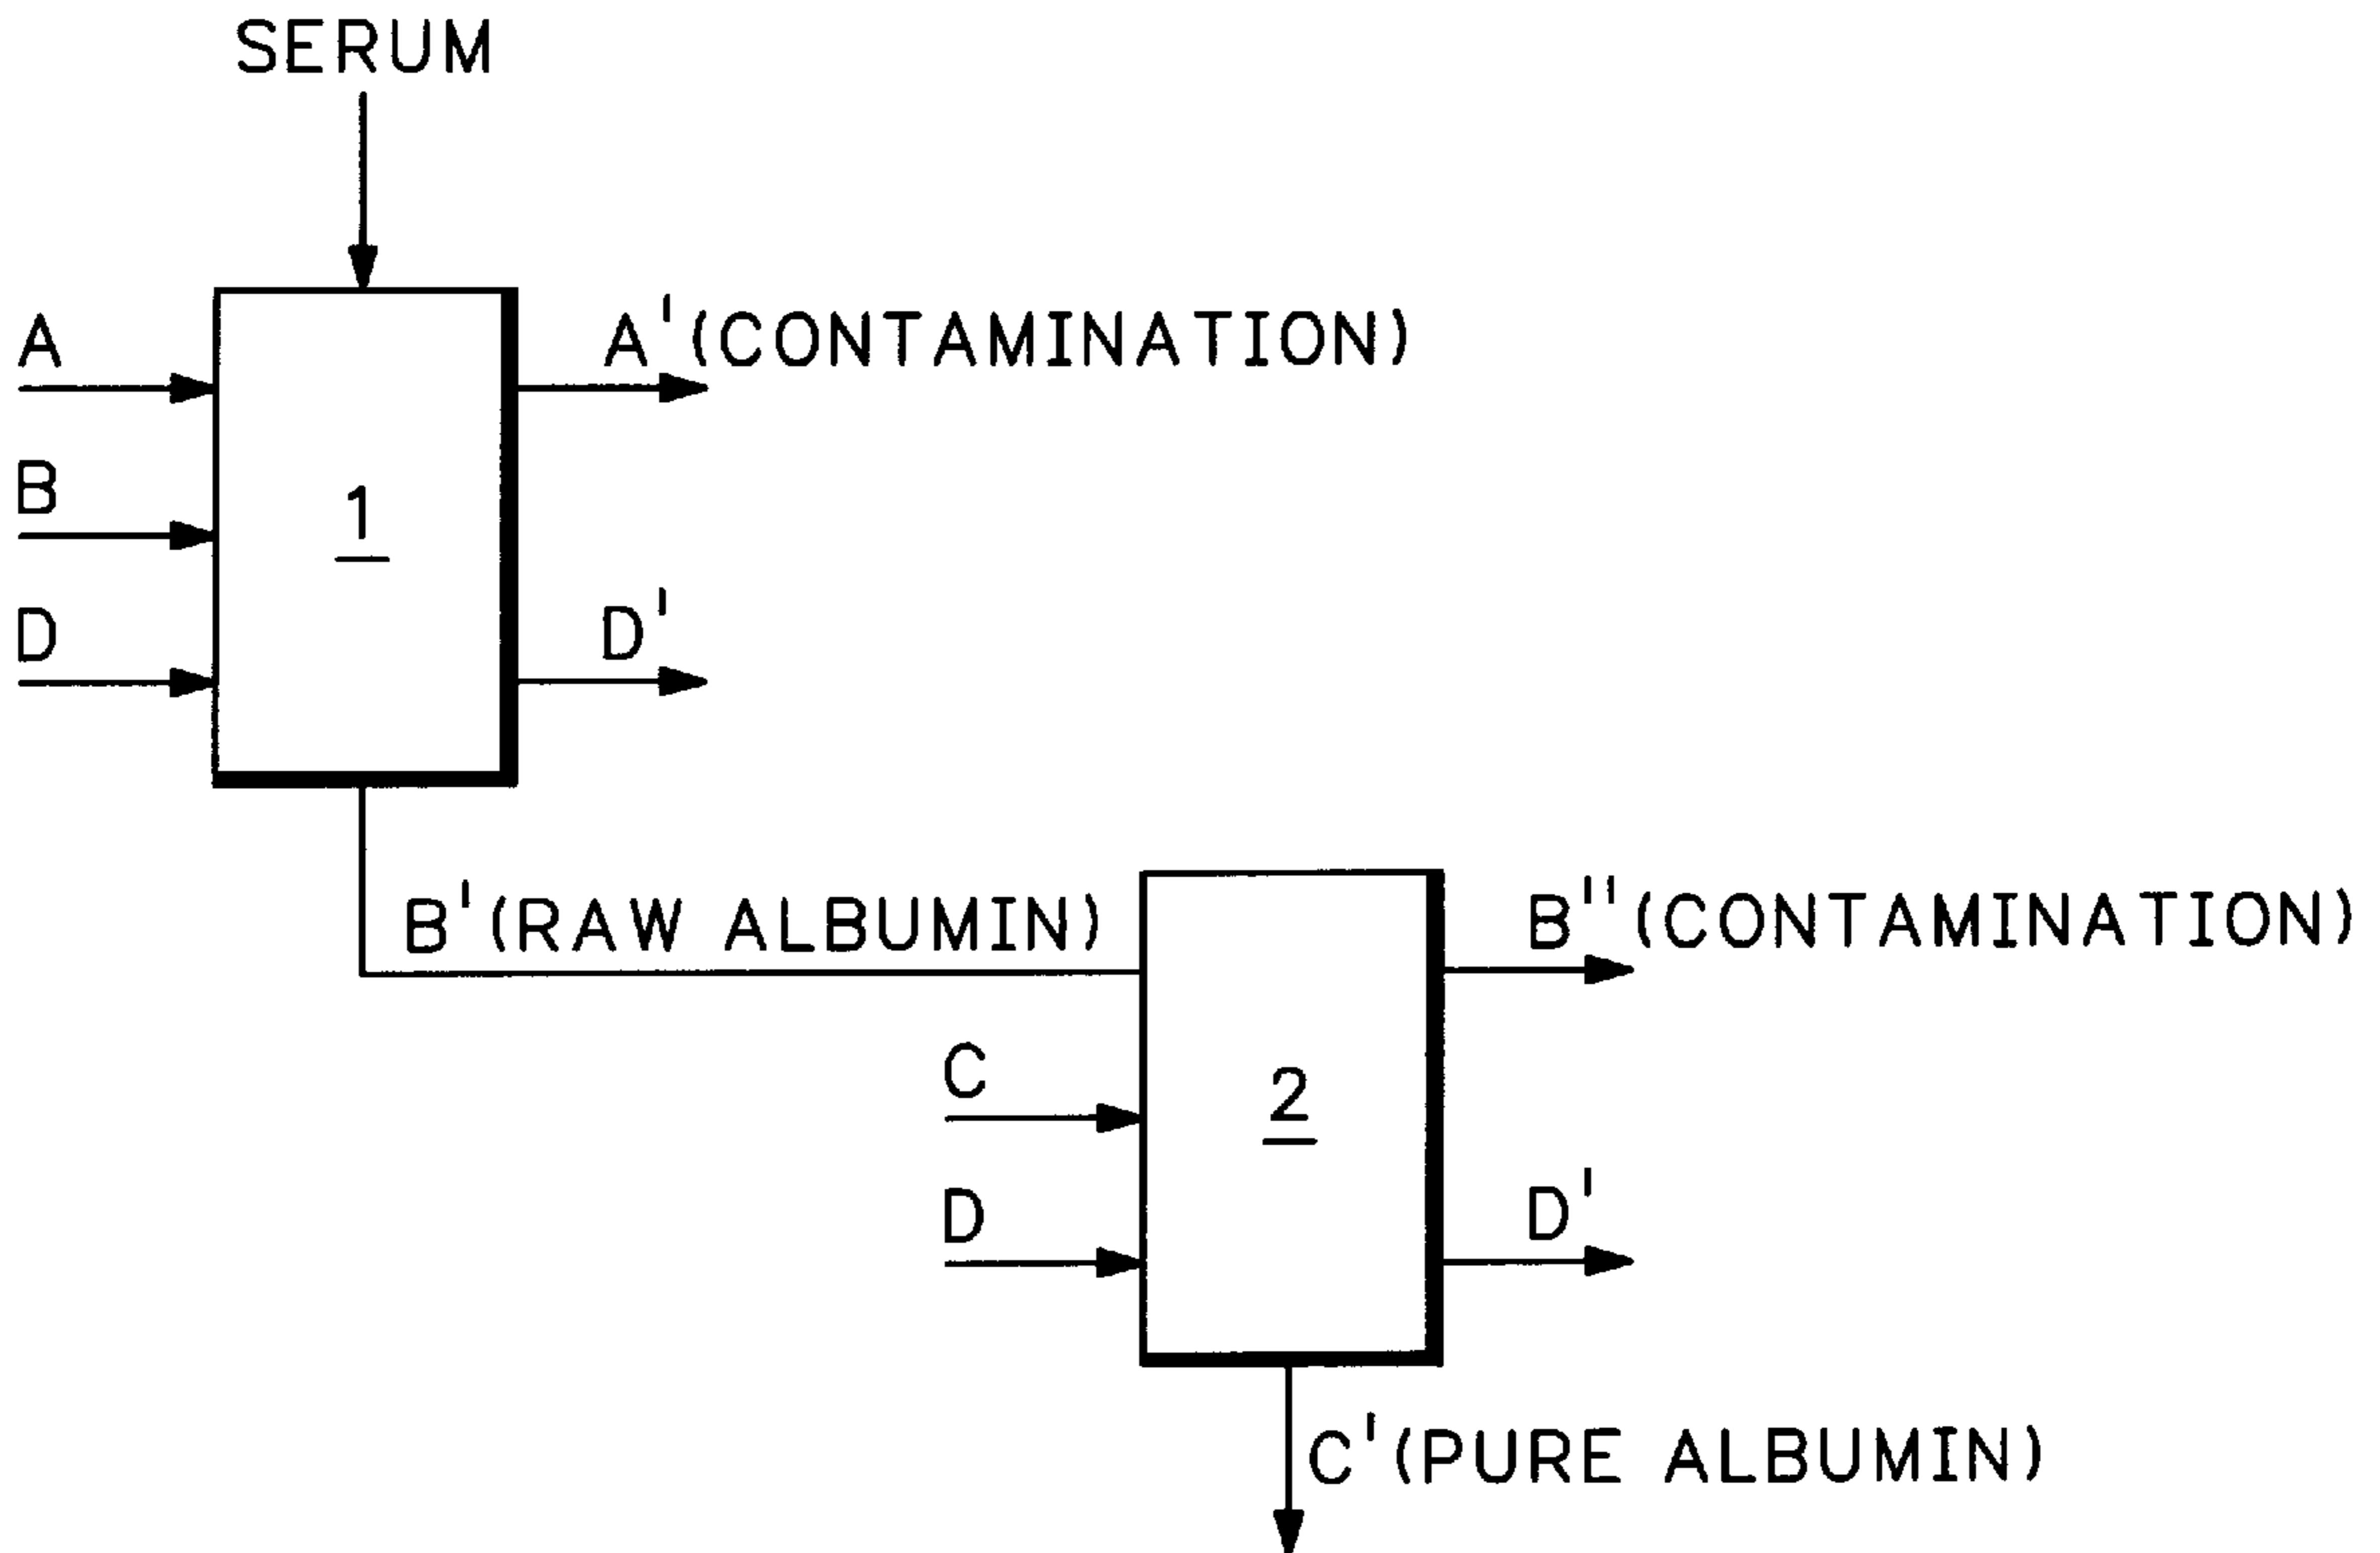 SERUM
A
A'(CONTAMINATION)
B
1
D
D'
B'(RAW ALBUMIN)
B''(CONTAMINATION)
C
2
D
D'
C'(PURE ALBUMIN)